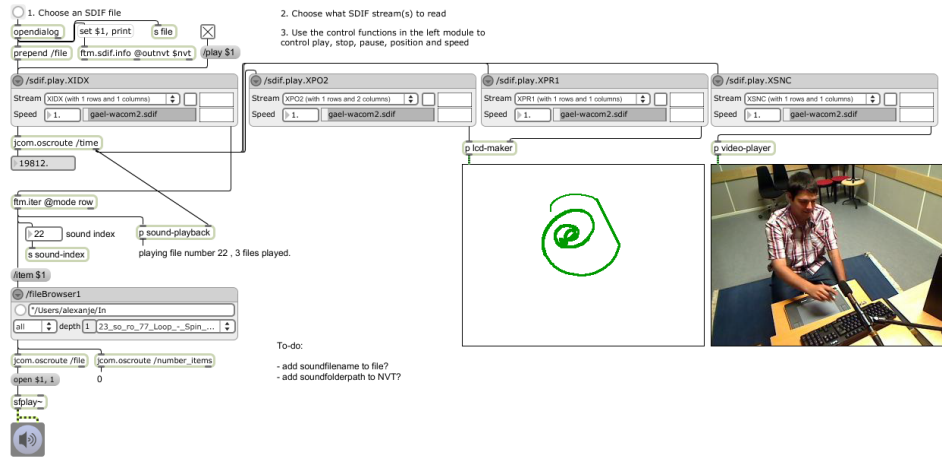 1. Choose an SDIF file
2. Choose what SDIF stream(s) to read
opendialog
set $1, print
s file
3. Use the control functions in the left module to
control play, stop, pause, position and speed
prepend /file
ftm.sdif.info @outnvt $nvt
/play $1
/sdif.play.XIDX
/sdif.play.XPO2
/sdif.play.XPR1
/sdif.play.XSNC
Stream XIDX (with 1 rows and 1 columns)
Stream XPO2 (with 1 rows and 2 columns)
Stream XPR1 (with 1 rows and 1 columns)
Stream XSNC (with 1 rows and 1 columns)
Speed 1. gael-wacom2.sdif
Speed 1. gael-wacom2.sdif
Speed 1. gael-wacom2.sdif
Speed 1. gael-wacom2.sdif
jcom.oscroute /time
p lcd-maker
p video-player
19812.
ftm.iter @mode row
22 sound index
p sound-playback
s sound-index
playing file number 22 , 3 files played.
/item $1
/fileBrowser1
"/Users/alexanje/In
all depth 1 23_so_ro_77_Loop_-_Spin_...
To-do:
jcom.oscroute /file
jcom.oscroute /number_items
- add soundfilename to file?
- add soundfolderpath to NVT?
open $1, 1
0
sfplay~